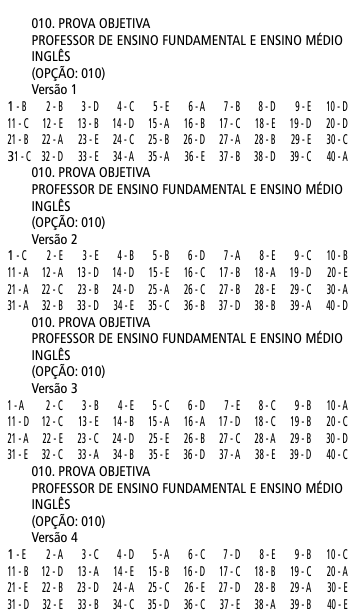 010. PROVA OBJETIVA
PROFESSOR DE ENSINO FUNDAMENTAL E ENSINO MÉDIO
INGLÊS
(OPÇÃO: 010)
Versão 1
1 - B 2 - B 3 - D 4 - C 5 - E 6 - A 7 - B 8 - D 9 - E 10 - D
11 - C 12 - E 13 - B 14 - D 15 - A 16 - B 17 - C 18 - E 19 - D 20 - D
21 - B 22 - A 23 - E 24 - C 25 - B 26 - D 27 - A 28 - B 29 - E 30 - C
31 - C 32 - D 33 - E 34 - A 35 - A 36 - E 37 - B 38 - D 39 - C 40 - A
010. PROVA OBJETIVA
PROFESSOR DE ENSINO FUNDAMENTAL E ENSINO MÉDIO
INGLÊS
(OPÇÃO: 010)
Versão 2
1 - C 2 - E 3 - E 4 - B 5 - B 6 - D 7 - A 8 - E 9 - C 10 - B
11 - A 12 - A 13 - D 14 - D 15 - E 16 - C 17 - B 18 - A 19 - D 20 - E
21 - A 22 - C 23 - B 24 - D 25 - A 26 - C 27 - B 28 - E 29 - C 30 - A
31 - A 32 - B 33 - D 34 - E 35 - C 36 - B 37 - D 38 - B 39 - A 40 - D
010. PROVA OBJETIVA
PROFESSOR DE ENSINO FUNDAMENTAL E ENSINO MÉDIO
INGLÊS
(OPÇÃO: 010)
Versão 3
1 - A 2 - C 3 - B 4 - E 5 - C 6 - D 7 - E 8 - C 9 - B 10 - A
11 - D 12 - C 13 - E 14 - B 15 - A 16 - A 17 - D 18 - C 19 - B 20 - C
21 - A 22 - E 23 - C 24 - D 25 - E 26 - B 27 - C 28 - A 29 - B 30 - D
31 - E 32 - C 33 - A 34 - B 35 - E 36 - D 37 - A 38 - E 39 - D 40 - C
010. PROVA OBJETIVA
PROFESSOR DE ENSINO FUNDAMENTAL E ENSINO MÉDIO
INGLÊS
(OPÇÃO: 010)
Versão 4
1 - E 2 - A 3 - C 4 - D 5 - A 6 - C 7 - D 8 - E 9 - B 10 - C
11 - B 12 - D 13 - A 14 - E 15 - B 16 - D 17 - C 18 - B 19 - C 20 - A
21 - E 22 - B 23 - D 24 - A 25 - C 26 - E 27 - D 28 - B 29 - A 30 - E
31 - D 32 - E 33 - B 34 - C 35 - D 36 - C 37 - E 38 - A 39 - B 40 - E